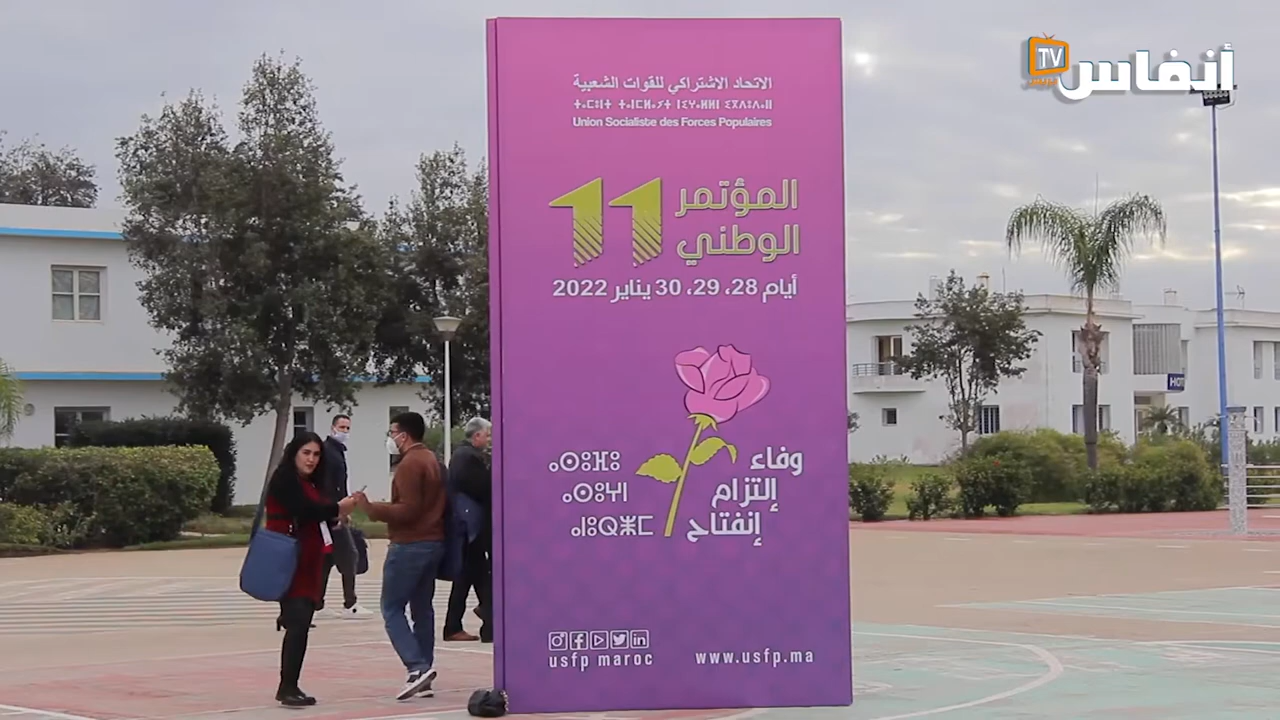 أنفاس TV
الاتحاد الاشتراكي للقوات الشعبية
Union Socialiste des Forces Populaires
11 المؤتمر
الوطني
أيام 28، 29، 30 يناير 2022
وفاء
إلتزام
إنفتاح
usfp maroc
www.usfp.ma